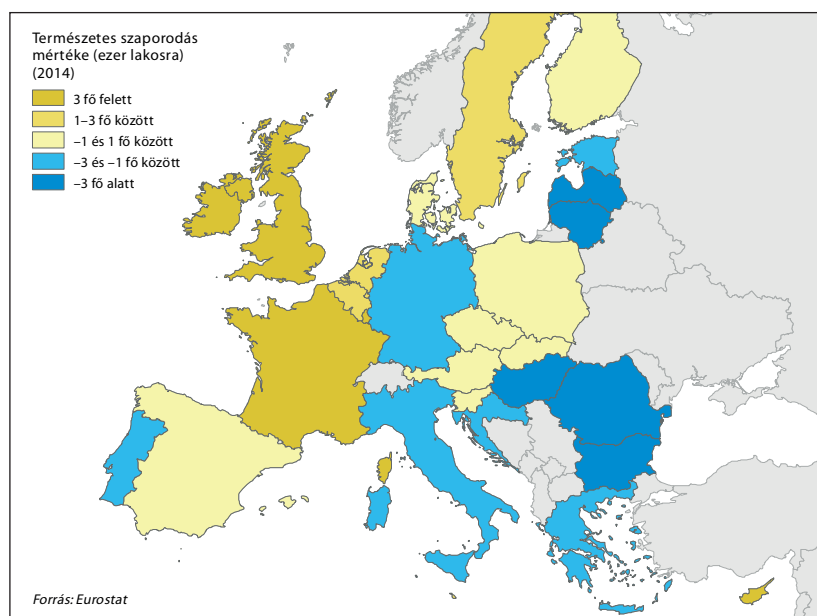 Természetes szaporodás
mértéke (ezer lakosra)
(2014)
3 fő felett
1–3 fő között
–1 és 1 fő között
–3 és –1 fő között
–3 fő alatt
Forrás: Eurostat